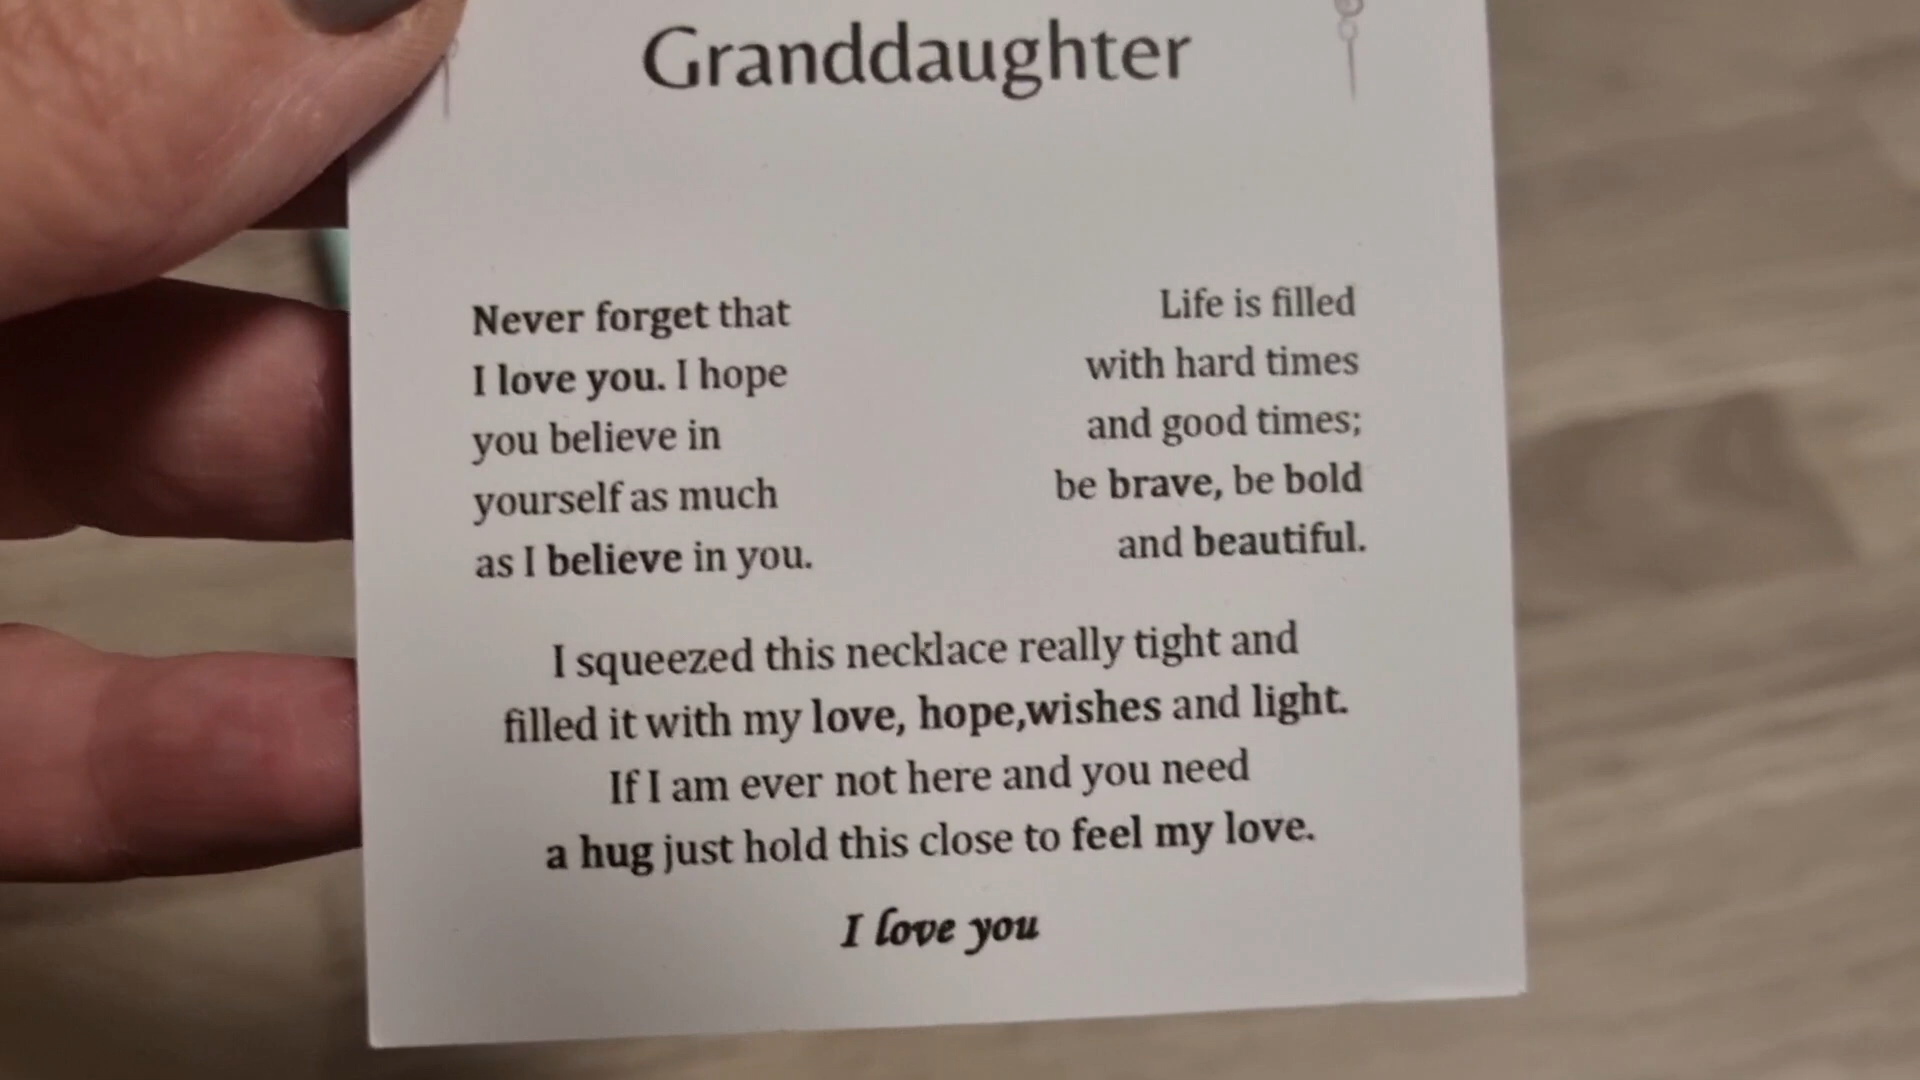 Granddaughter
Never forget that
I love you. I hope
you believe in
yourself as much
as I believe in you.
Life is filled
with hard times
and good times;
be brave, be bold
and beautiful.
I squeezed this necklace really tight and
filled it with my love, hope,wishes and light.
If I am ever not here and you need
a hug just hold this close to feel my love.
I love you